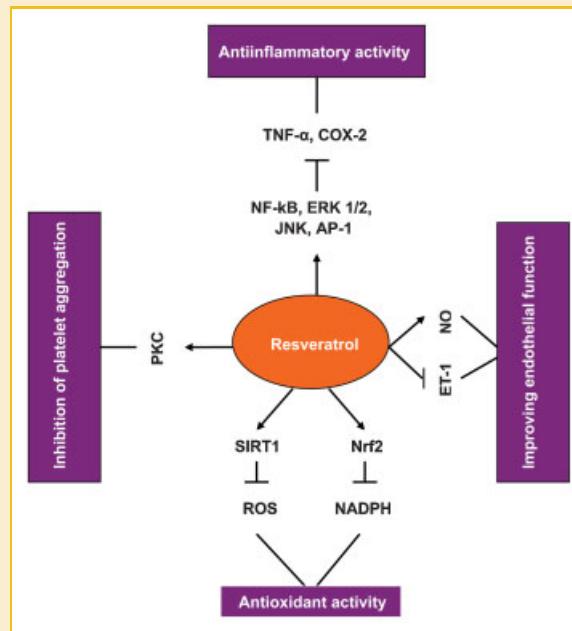 Antiinflammatory activity
TNF-α, COX-2
NF-kB, ERK 1/2,
JNK, AP-1
Inhibition of platelet aggregation
PKC
Resveratrol
NO
ET-1
Improving endothelial function
SIRT1
Nrf2
ROS
NADPH
Antioxidant activity